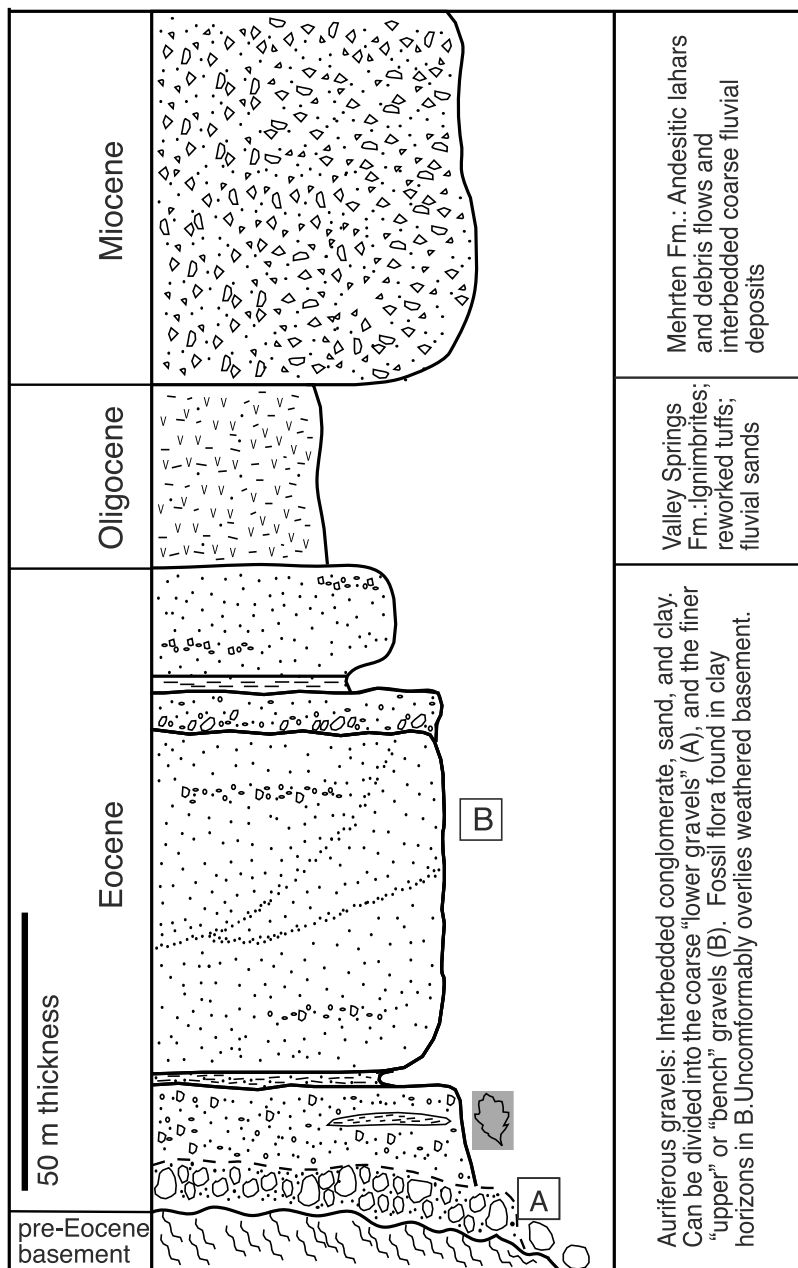 Miocene
Mehrten Fm.: Andesitic lahars
and debris flows and
interbedded coarse fluvial
deposits
Oligocene
Valley Springs
Fm.:Ignimbrites;
reworked tuffs;
fluvial sands
Eocene
50 m thickness
B
A
Auriferous gravels: Interbedded conglomerate, sand, and clay.
Can be divided into the coarse “lower gravels” (A), and the finer
“upper” or “bench” gravels (B). Fossil flora found in clay
horizons in B.Uncomformably overlies weathered basement.
pre-Eocene
basement